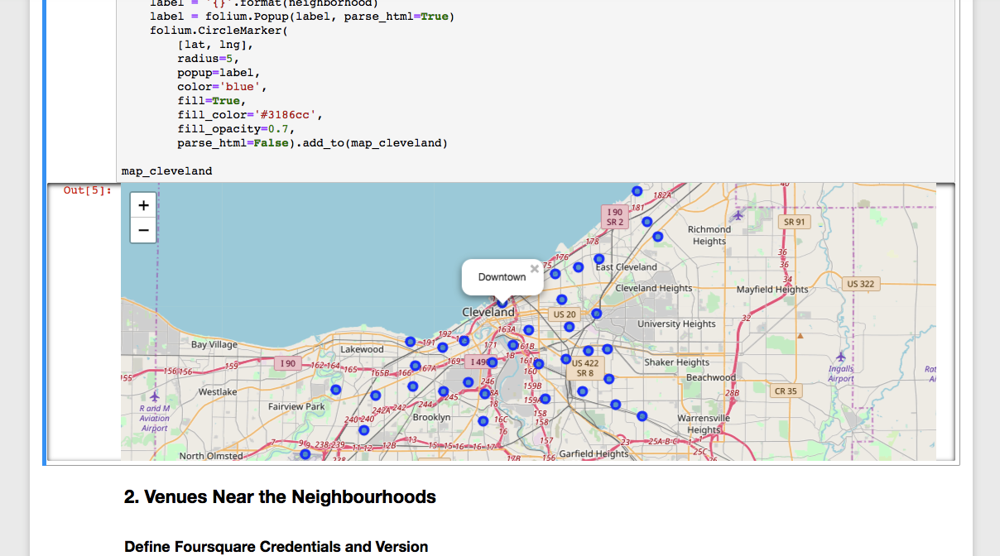 label = '{}'.format(neighborhood)
label = folium.Popup(label, parse_html=True)
folium.CircleMarker(
[lat, lng],
radius=5,
popup=label,
color='blue',
fill=True,
fill_color='#3186cc',
fill_opacity=0.7,
parse_html=False).add_to(map_cleveland)
map_cleveland
Out[5]:
+
−
182A
181
I 90
SR 2
SR 91
Richmond
Heights
178
176
36
36
34
East Cleveland
US 322
Downtown
×
Cleveland Heights
Mayfield Heights
Cleveland
US 20
32
University Heights
163A
192
191
171
Bay Village
Lakewood
61B
1B
I 90
162-164
165
165B
166
167A
169
I 490
161
160
US 422
SR 8
Shaker Heights
Ingalls
Airport
159
156
156
Beachwood
246
159B
Westlake
28B
CR 35
R and M
Aviation
Airport
Fairview Park
242A
242
244
245
159A
18
158
158
240
240
Brooklyn
16C
16
Warrensville
Heights
North Olmsted
7
238
239
11
12
12B
13
15
15
16
16
17
157
156
17B
Garfield Heights
23
25A-B-C
25C
26
2. Venues Near the Neighbourhoods
Define Foursquare Credentials and Version